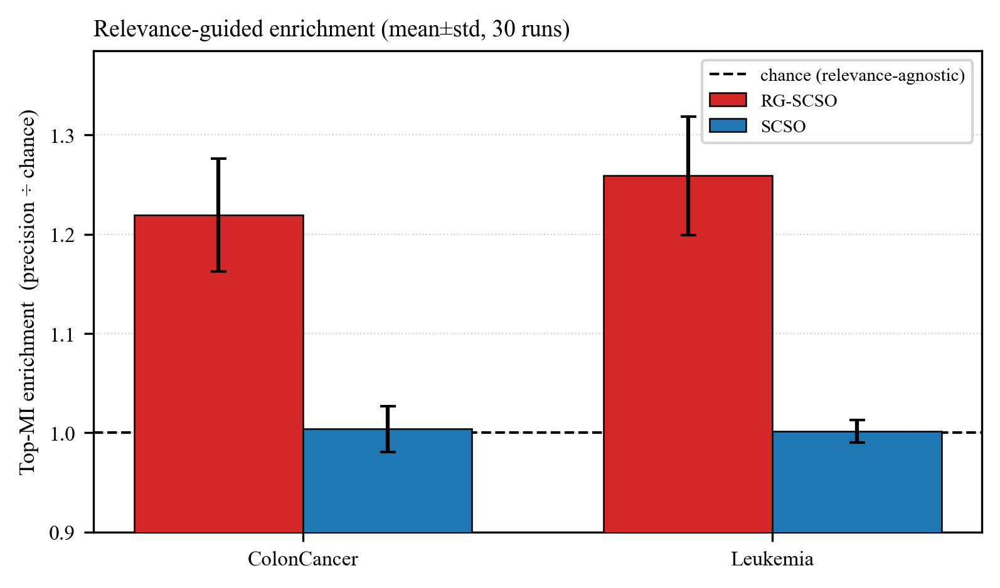 Relevance-guided enrichment (mean±std, 30 runs)
chance (relevance-agnostic)
RG-SCSO
SCSO
Top-MI enrichment (precision ÷ chance)
1.3
1.2
1.1
1.0
0.9
ColonCancer
Leukemia